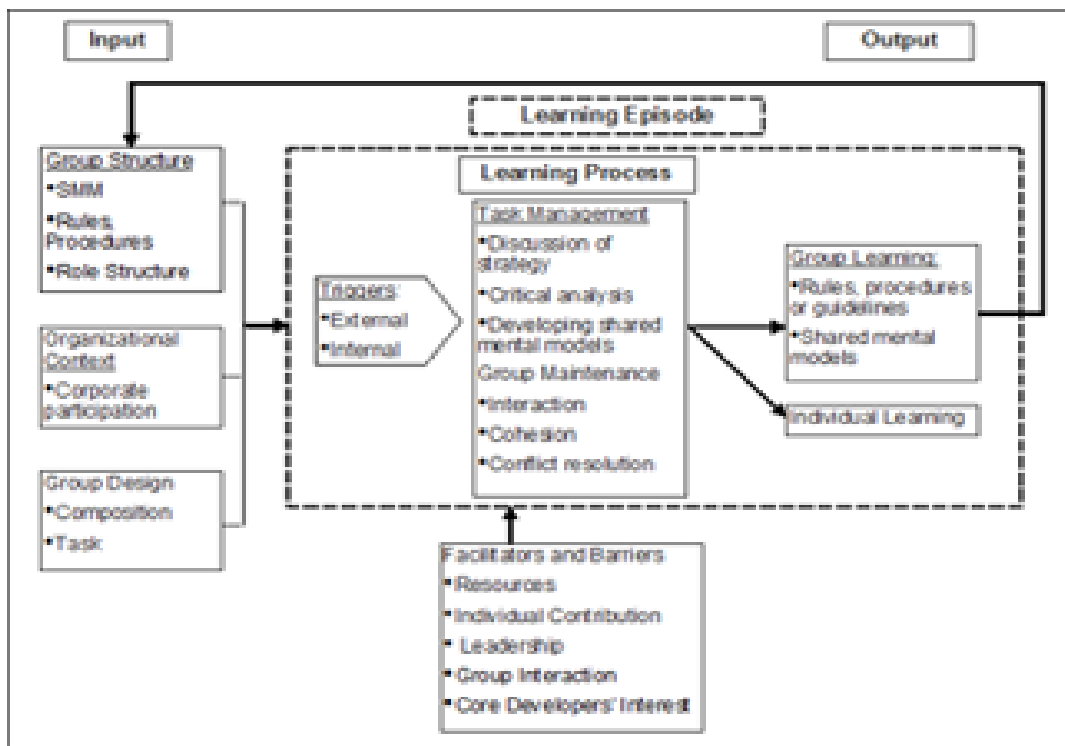 Input
Output
Learning Episode
Group Structure
•SMM
•Rules,
Procedures
•Role Structure
Organizational
Context
•Corporate
participation
Group Design
•Composition
•Task
Triggers:
•External
•Internal
Learning Process
Task Management
•Discussion of
strategy
•Critical analysis
•Developing shared
mental models
Group Maintenance
•Interaction
•Cohesion
•Conflict resolution
Group Learning:
•Rules, procedures
or guidelines
•Shared mental
models
Individual Learning
Facilitators and Barriers
•Resources
•Individual Contribution
•Leadership
•Group Interaction
•Core Developers' Interest